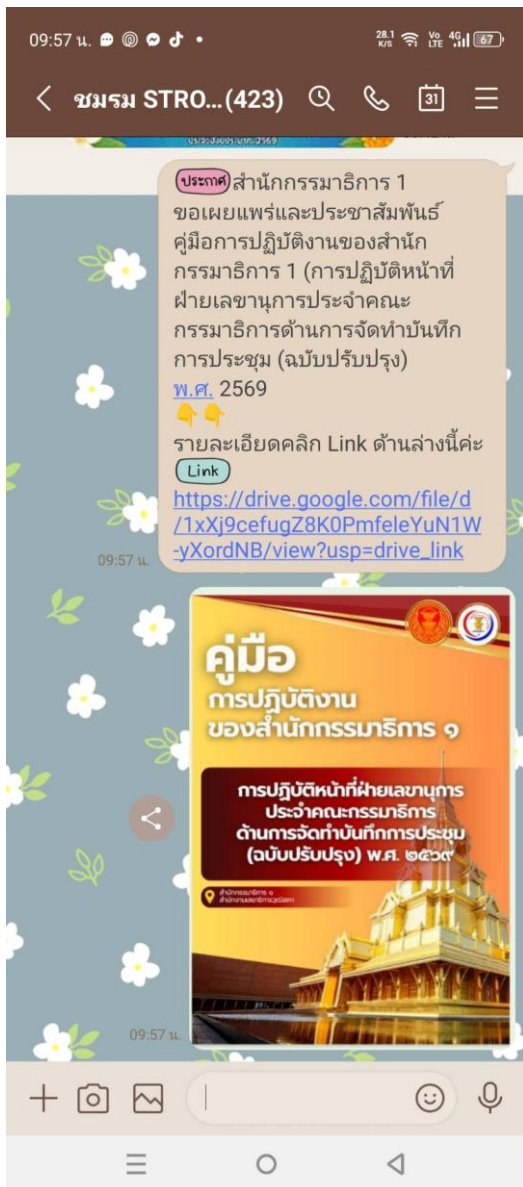 09:57 น.
28.1 K/S Vo LTE 4G 67
ชมรม STRO...(423)
31
ประจำปีงบประมาณ 2569
ประกาศ สำนักกรรมาธิการ 1
ขอเผยแพร่และประชาสัมพันธ์
คู่มือการปฏิบัติงานของสำนัก
กรรมาธิการ 1 (การปฏิบัติหน้าที่
ฝ่ายเลขานุการประจำคณะ
กรรมาธิการด้านการจัดทำบันทึก
การประชุม (ฉบับปรับปรุง)
พ.ศ. 2569
👇👇
รายละเอียดคลิก Link ด้านล่างนี้ค่ะ
Link
https://drive.google.com/file/d
/1xXj9cefugZ8K0PmfeleYuN1W
-yXordNB/view?usp=drive_link
09:57 น.
คู่มือ
การปฏิบัติงาน
ของสำนักกรรมาธิการ ๑
การปฏิบัติหน้าที่ฝ่ายเลขานุการ
ประจำคณะกรรมาธิการ
ด้านการจัดทำบันทึกการประชุม
(ฉบับปรับปรุง) พ.ศ. ๒๕๖๙
สำนักกรรมาธิการ ๑
สำนักงานเลขาธิการวุฒิสภา
09:57 น.